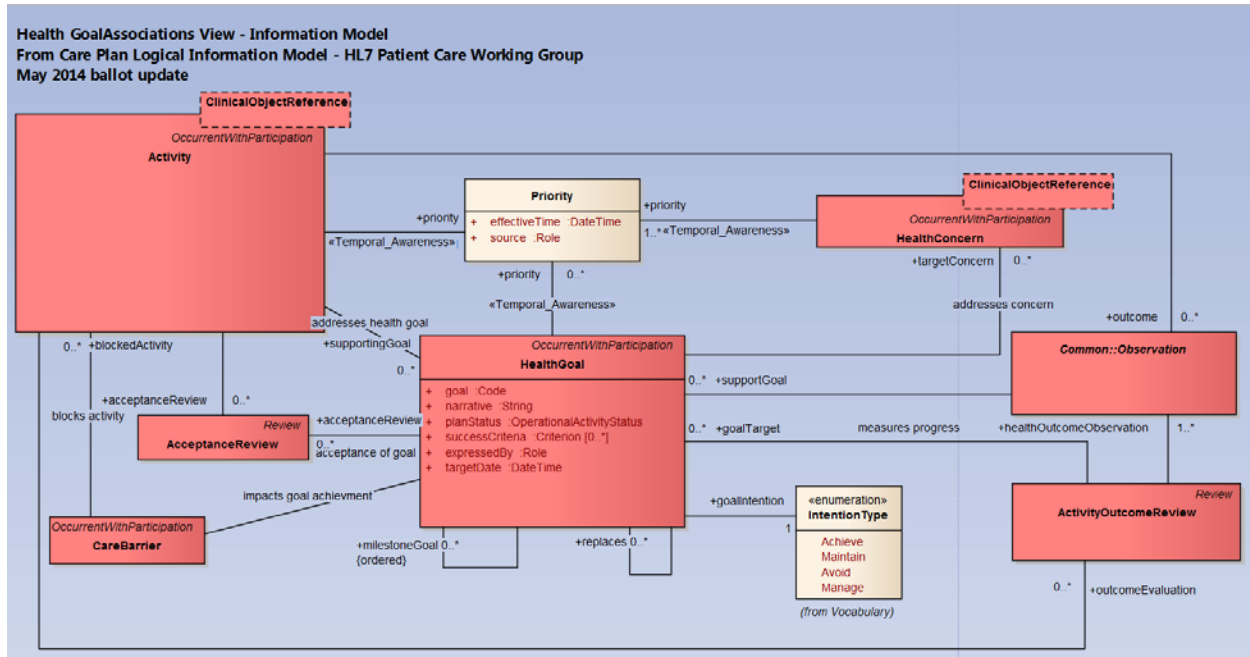 Health GoalAssociations View - Information Model
From Care Plan Logical Information Model - HL7 Patient Care Working Group
May 2014 ballot update
ClinicalObjectReference
OccurrentWithParticipation
Activity
Priority
+ effectiveTime :DateTime
+ source :Role
+priority
«Temporal_Awareness»
+priority
1..* «Temporal_Awareness»
ClinicalObjectReference
OccurrentWithParticipation
HealthConcern
+targetConcern 0..*
+priority 0..*
«Temporal_Awareness»
addresses concern
addresses health goal
+supportingGoal
0..*
+outcome 0..*
0..* +blockedActivity
OccurrentWithParticipation
HealthGoal
+ goal :Code
+ narrative :String
+ planStatus :OperationalActivityStatus
+ successCriteria :Criterion [0..*]
+ expressedBy :Role
+ targetDate :DateTime
Common::Observation
0..* +supportGoal
+acceptanceReview 0..*
blocks activity
Review
AcceptanceReview
+acceptanceReview
0..*
acceptance of goal
0..* +goalTarget
measures progress
+healthOutcomeObservation 1..*
impacts goal achievment
Review
ActivityOutcomeReview
+goalIntention
1
«enumeration»
IntentionType
Achieve
Maintain
Avoid
Manage
(from Vocabulary)
OccurrentWithParticipation
CareBarrier
+milestoneGoal 0..*
{ordered}
+replaces 0..*
0..* +outcomeEvaluation